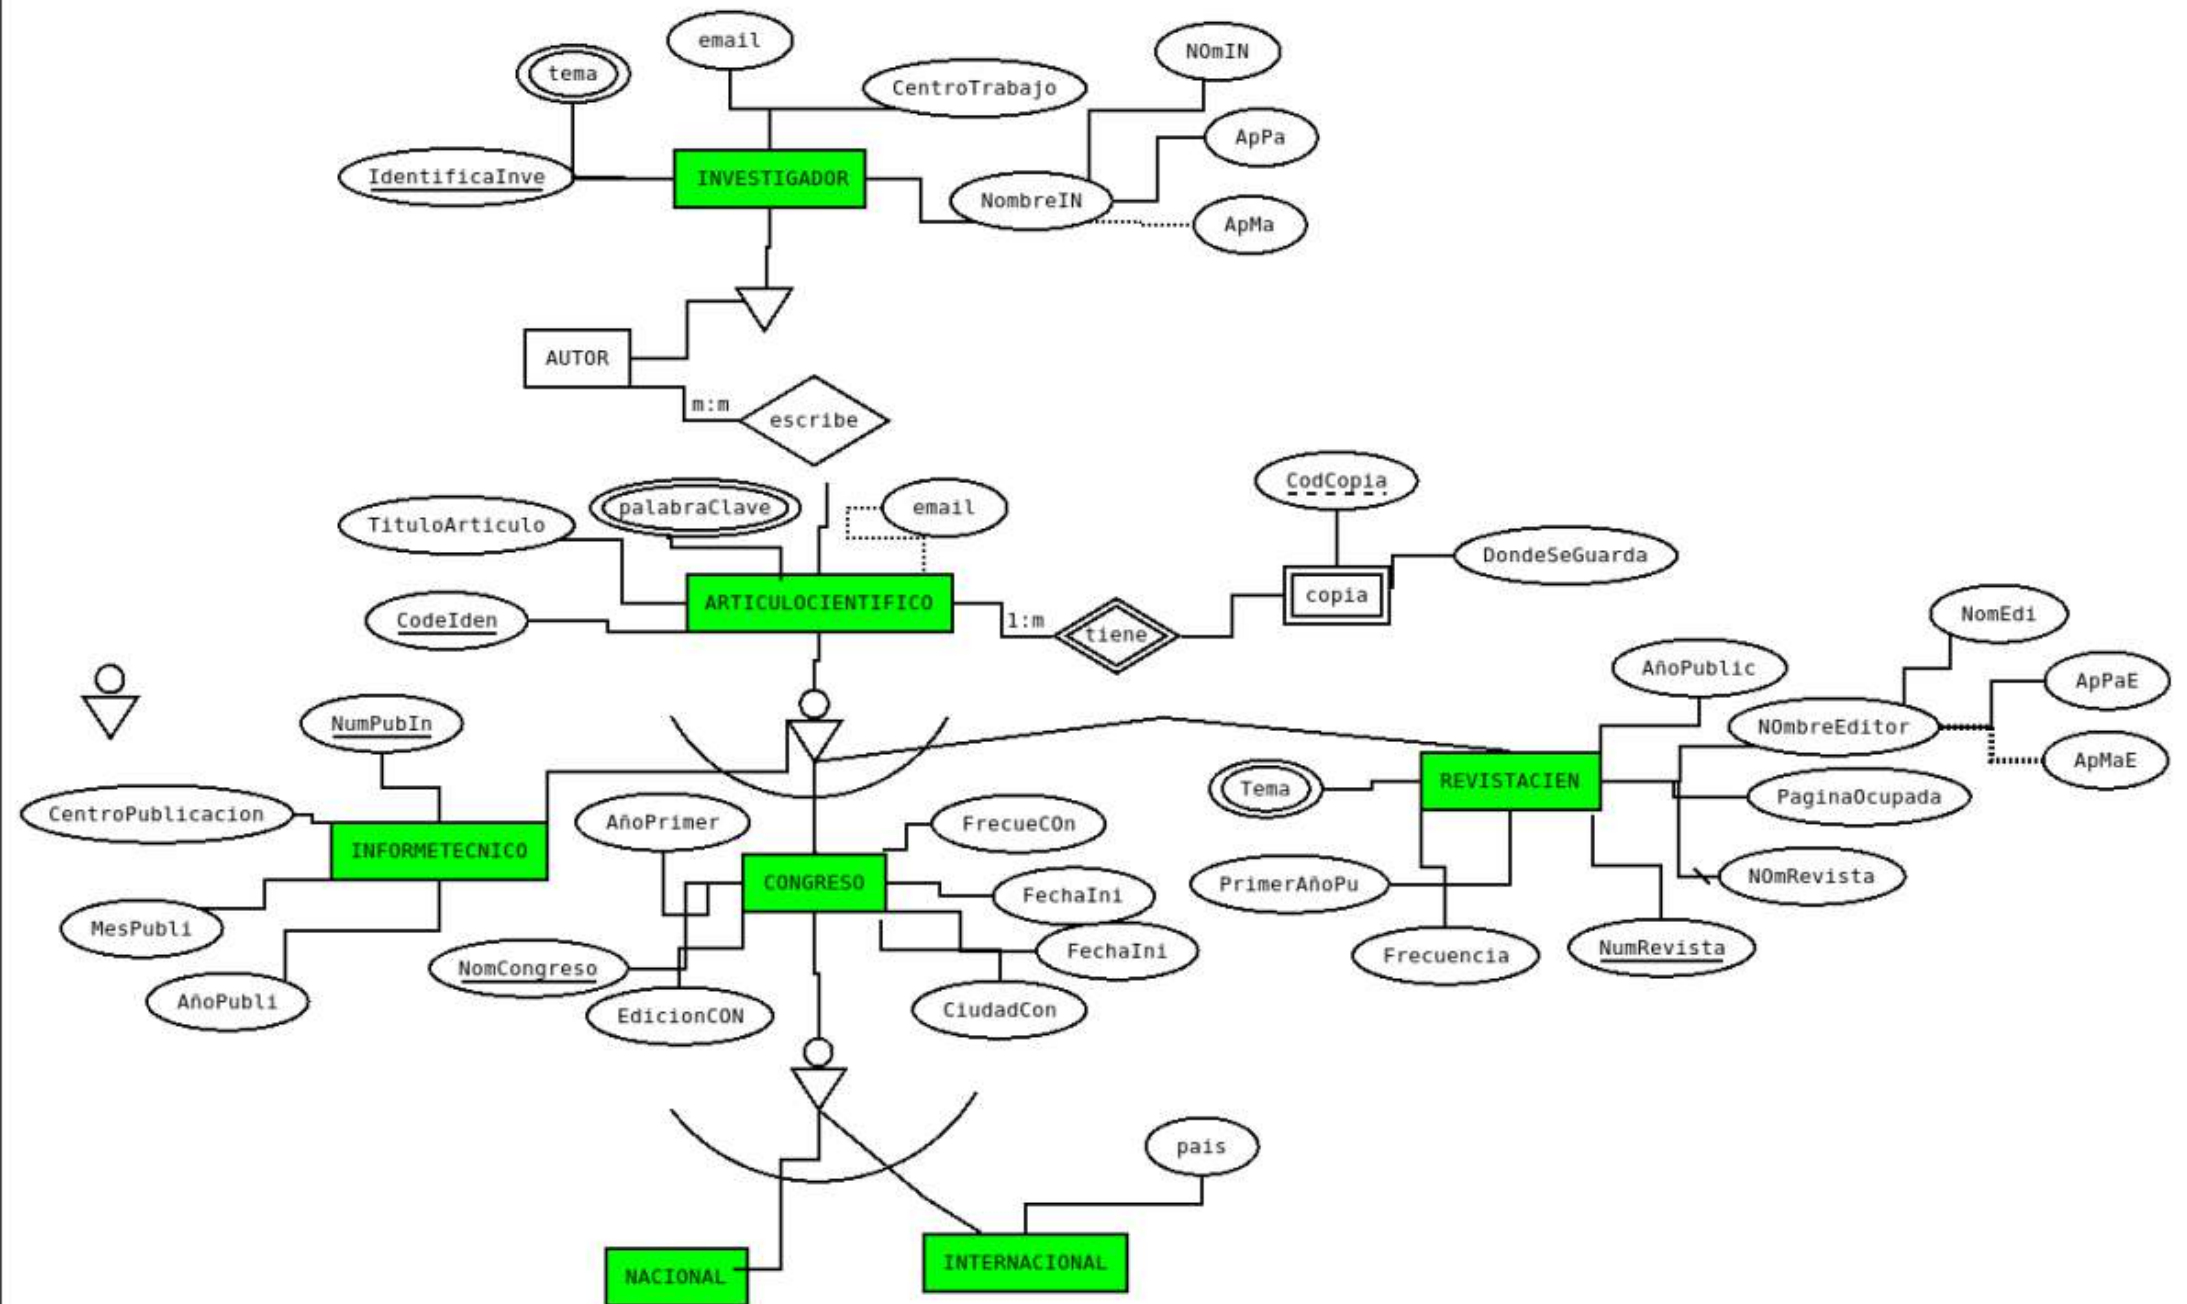 email
NOmIN
tema
CentroTrabajo
ApPa
IdentificaInve
INVESTIGADOR
NombreIN
ApMa
AUTOR
m:m
escribe
CodCopia
palabraClave
email
TituloArticulo
DondeSeGuarda
ARTICULOCIENTIFICO
copia
CodeIden
1:m
tiene
NomEdi
AñoPublic
ApPaE
NumPubIn
NOmbreEditor
ApMaE
REVISTACIEN
Tema
PaginaOcupada
CentroPublicacion
AñoPrimer
FrecueCOn
INFORMETECNICO
CONGRESO
PrimerAñoPu
NOmRevista
FechaIni
MesPubli
FechaIni
NumRevista
Frecuencia
NomCongreso
AñoPubli
EdicionCON
CiudadCon
pais
INTERNACIONAL
NACIONAL